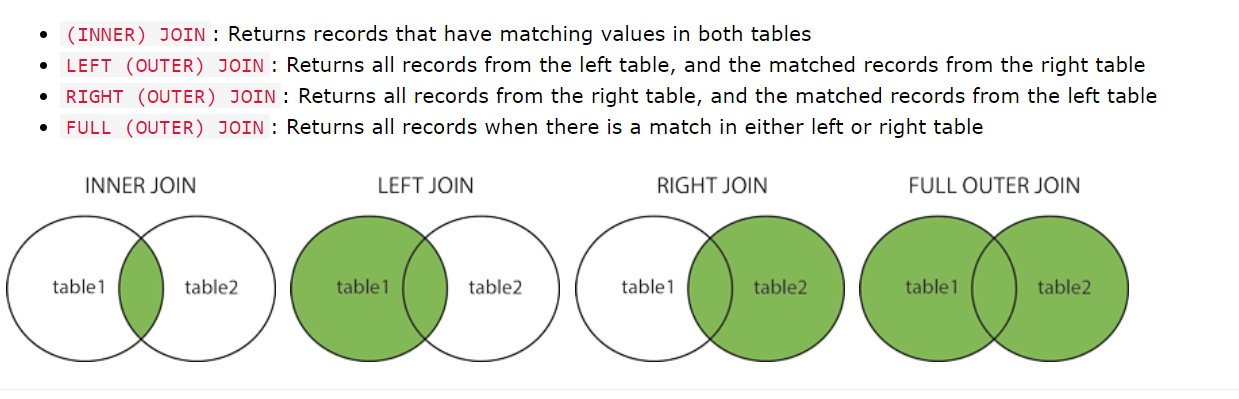 (INNER) JOIN: Returns records that have matching values in both tables
LEFT (OUTER) JOIN: Returns all records from the left table, and the matched records from the right table
RIGHT (OUTER) JOIN: Returns all records from the right table, and the matched records from the left table
FULL (OUTER) JOIN: Returns all records when there is a match in either left or right table
INNER JOIN LEFT JOIN RIGHT JOIN FULL OUTER JOIN
table1 table2 table1 table2 table1 table2 table1 table2